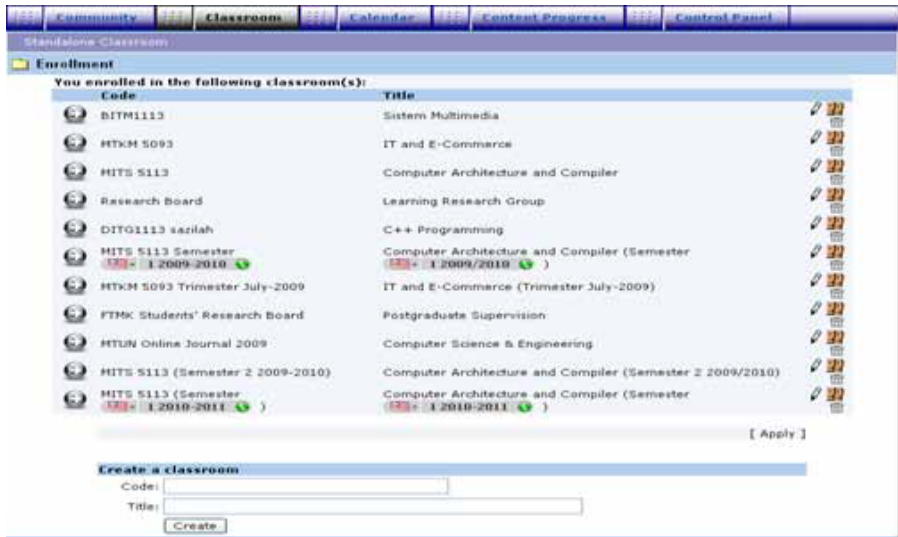 Community Classroom Calendar Content Progress Control Panel
Standalone Classroom
Enrollment
You enrolled in the following classroom(s):
Code Title
BITM1113 Sistem Multimedia
MTKM 5093 IT and E-Commerce
MITS 5113 Computer Architecture and Compiler
Research Board Learning Research Group
DITG1113 sazilah C++ Programming
MITS 5113 Semester Computer Architecture and Compiler (Semester
1 2009-2010 1 2009/2010 )
MTKM 5093 Trimester July-2009 IT and E-Commerce (Trimester July-2009)
FTMK Students' Research Board Postgraduate Supervision
MTUN Online Journal 2009 Computer Science & Engineering
MITS 5113 (Semester 2 2009-2010) Computer Architecture and Compiler (Semester 2 2009/2010)
MITS 5113 (Semester Computer Architecture and Compiler (Semester
1 2010-2011 ) 1 2010-2011 )
[ Apply ]
Create a classroom
Code:
Title:
Create